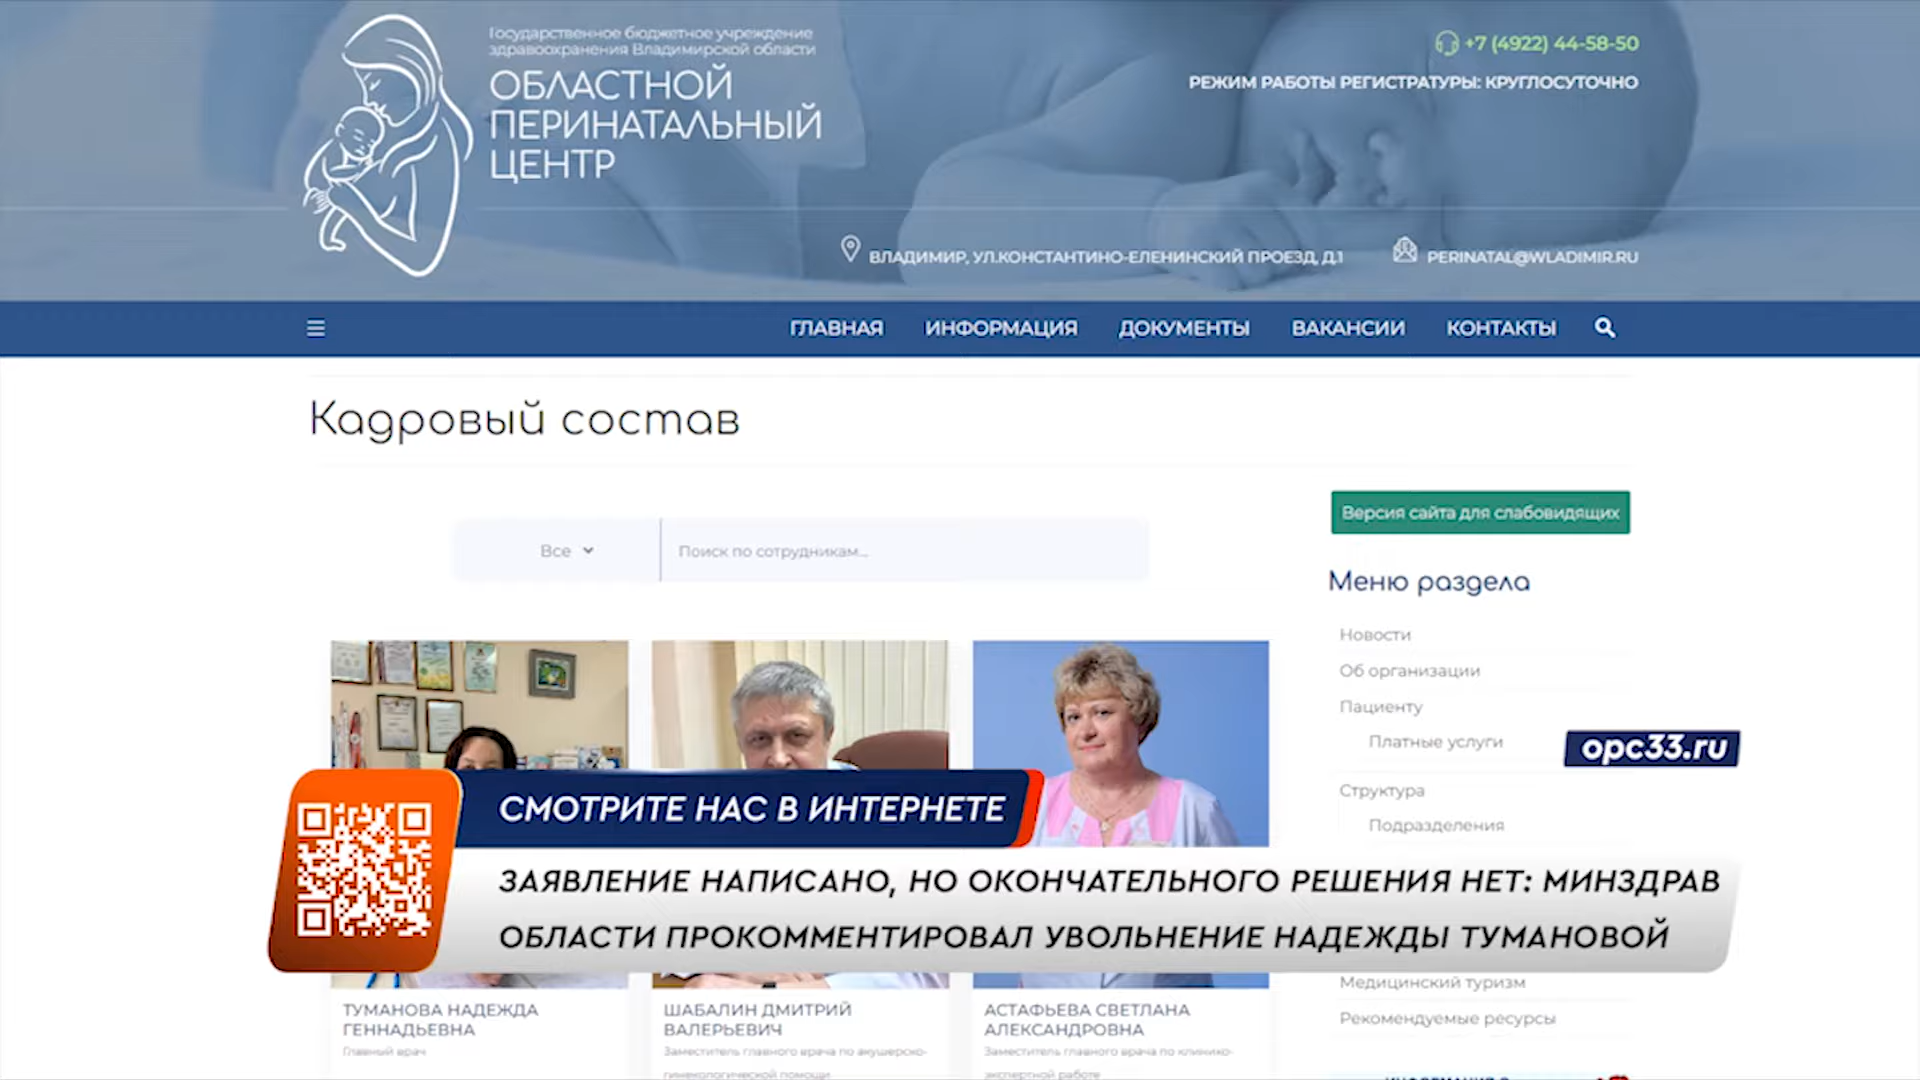 Государственное бюджетное учреждение
здравоохранения Владимирской области
ОБЛАСТНОЙ
ПЕРИНАТАЛЬНЫЙ
ЦЕНТР
+7 (4922) 44-58-50
РЕЖИМ РАБОТЫ РЕГИСТРАТУРЫ: КРУГЛОСУТОЧНО
ВЛАДИМИР, УЛ.КОНСТАНТИНО-ЕЛЕНИНСКИЙ ПРОЕЗД, Д.1
PERINATAL@WLADIMIR.RU
ГЛАВНАЯ ИНФОРМАЦИЯ ДОКУМЕНТЫ ВАКАНСИИ КОНТАКТЫ
Кадровый состав
Все
Поиск по сотрудникам...
Версия сайта для слабовидящих
Меню раздела
Новости
Об организации
Пациенту
Платные услуги
opc33.ru
Структура
Подразделения
СМОТРИТЕ НАС В ИНТЕРНЕТЕ
ЗАЯВЛЕНИЕ НАПИСАНО, НО ОКОНЧАТЕЛЬНОГО РЕШЕНИЯ НЕТ: МИНЗДРАВ
ОБЛАСТИ ПРОКОММЕНТИРОВАЛ УВОЛЬНЕНИЕ НАДЕЖДЫ ТУМАНОВОЙ
Медицинский туризм
Рекомендуемые ресурсы
ТУМАНОВА НАДЕЖДА
ГЕННАДЬЕВНА
Главный врач
ШАБАЛИН ДМИТРИЙ
ВАЛЕРЬЕВИЧ
Заместитель главного врача по акушерско-
гинекологической помощи
АСТАФЬЕВА СВЕТЛАНА
АЛЕКСАНДРОВНА
Заместитель главного врача по клинико-
экспертной работе